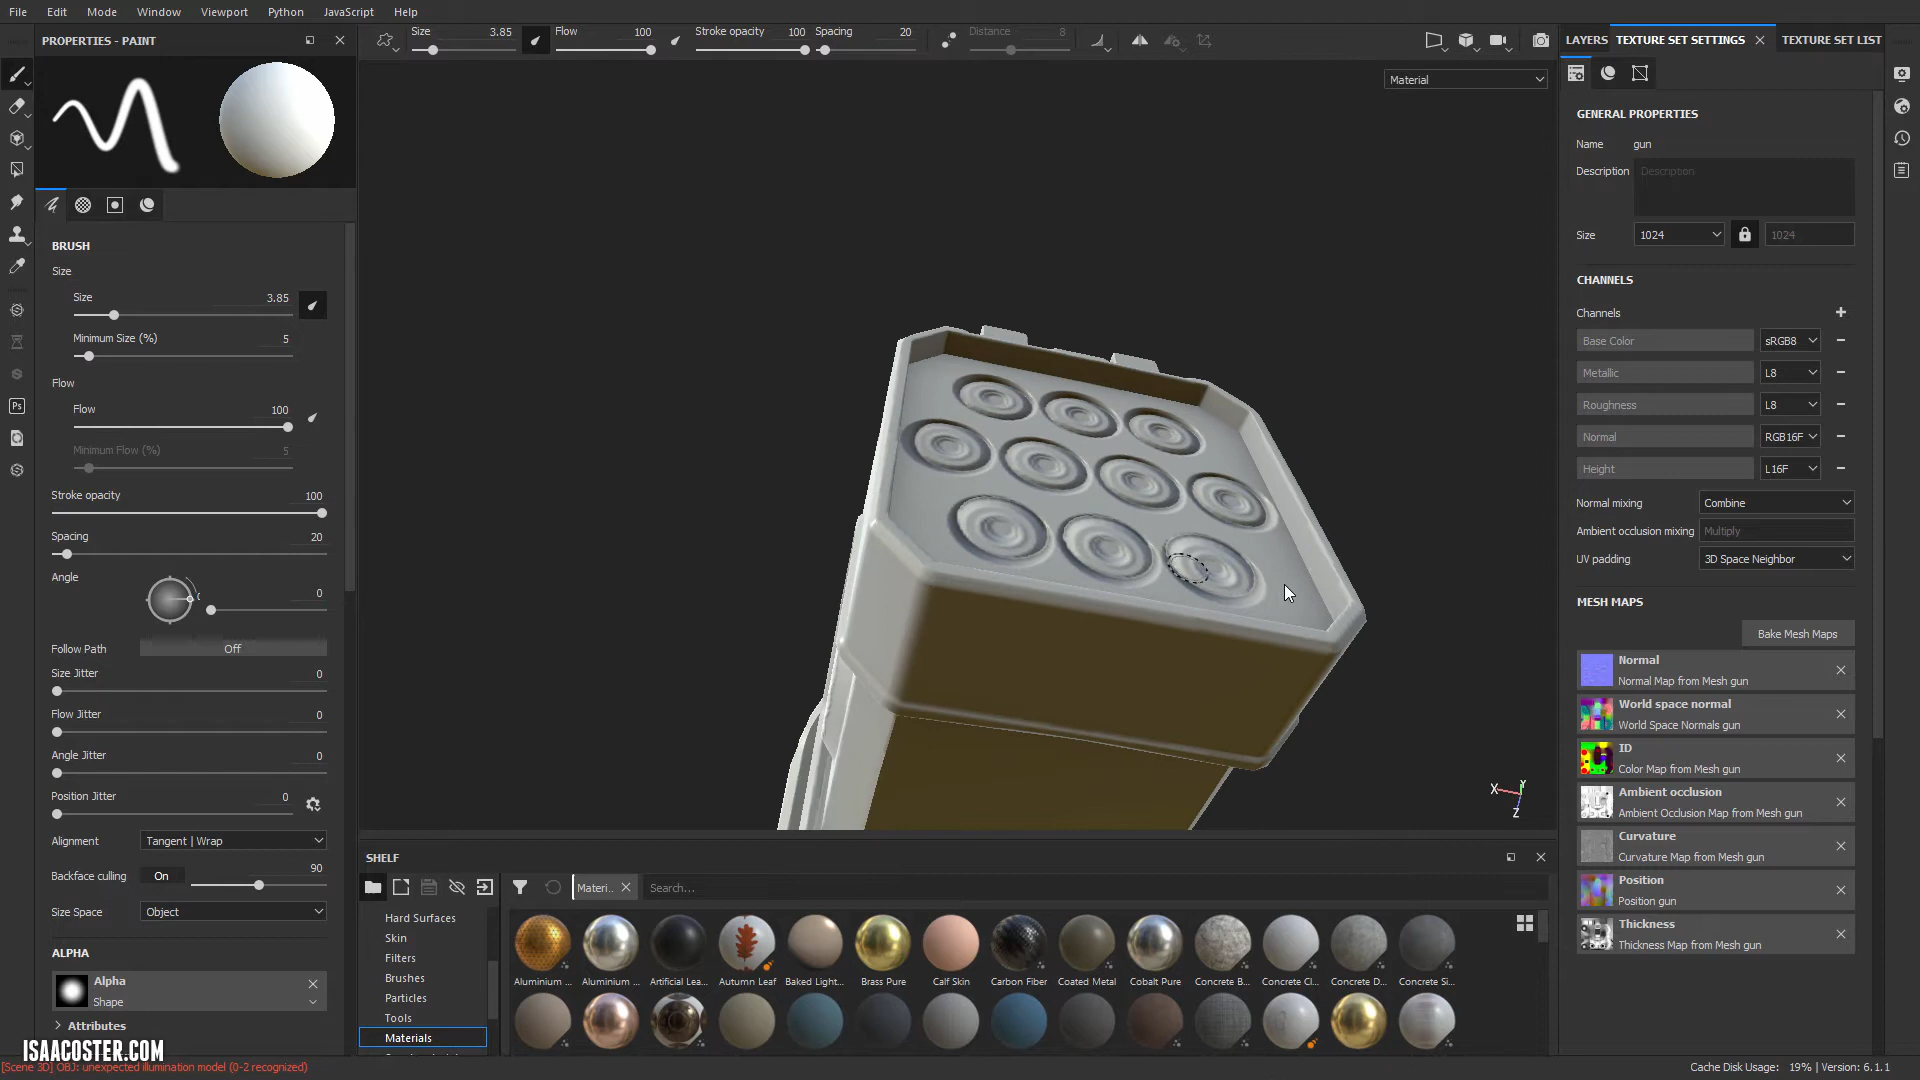 File Edit Mode Window Viewport Python JavaScript Help
PROPERTIES - PAINT
Size 3.85 Flow 100 Stroke opacity 100 Spacing 20 Distance 8
LAYERS TEXTURE SET SETTINGS TEXTURE SET LIST
Material
BRUSH
Size
Size 3.85
Minimum Size (%) 5
Flow
Flow 100
Minimum Flow (%) 5
Stroke opacity 100
Spacing 20
Angle 0
Follow Path Off
Size Jitter 0
Flow Jitter 0
Angle Jitter 0
Position Jitter 0
Alignment Tangent | Wrap
Backface culling On 90
Size Space Object
ALPHA
Alpha
Shape
Attributes
ISAACOSTER.COM
[Scene 3D] OBJ: unexpected illumination model (0-2 recognized)
X Y
Z
SHELF
Materi.. Search...
Hard Surfaces
Skin
Filters
Brushes
Particles
Tools
Materials
Aluminium ... Aluminium ... Artificial Lea... Autumn Leaf Baked Light... Brass Pure Calf Skin Carbon Fiber Coated Metal Cobalt Pure Concrete B... Concrete Cl... Concrete D... Concrete Si...
GENERAL PROPERTIES
Name gun
Description Description
Size 1024 1024
CHANNELS
Channels
Base Color sRGB8
Metallic L8
Roughness L8
Normal RGB16F
Height L16F
Normal mixing Combine
Ambient occlusion mixing Multiply
UV padding 3D Space Neighbor
MESH MAPS
Bake Mesh Maps
Normal
Normal Map from Mesh gun
World space normal
World Space Normals gun
ID
Color Map from Mesh gun
Ambient occlusion
Ambient Occlusion Map from Mesh gun
Curvature
Curvature Map from Mesh gun
Position
Position gun
Thickness
Thickness Map from Mesh gun
Cache Disk Usage: 19% | Version: 6.1.1